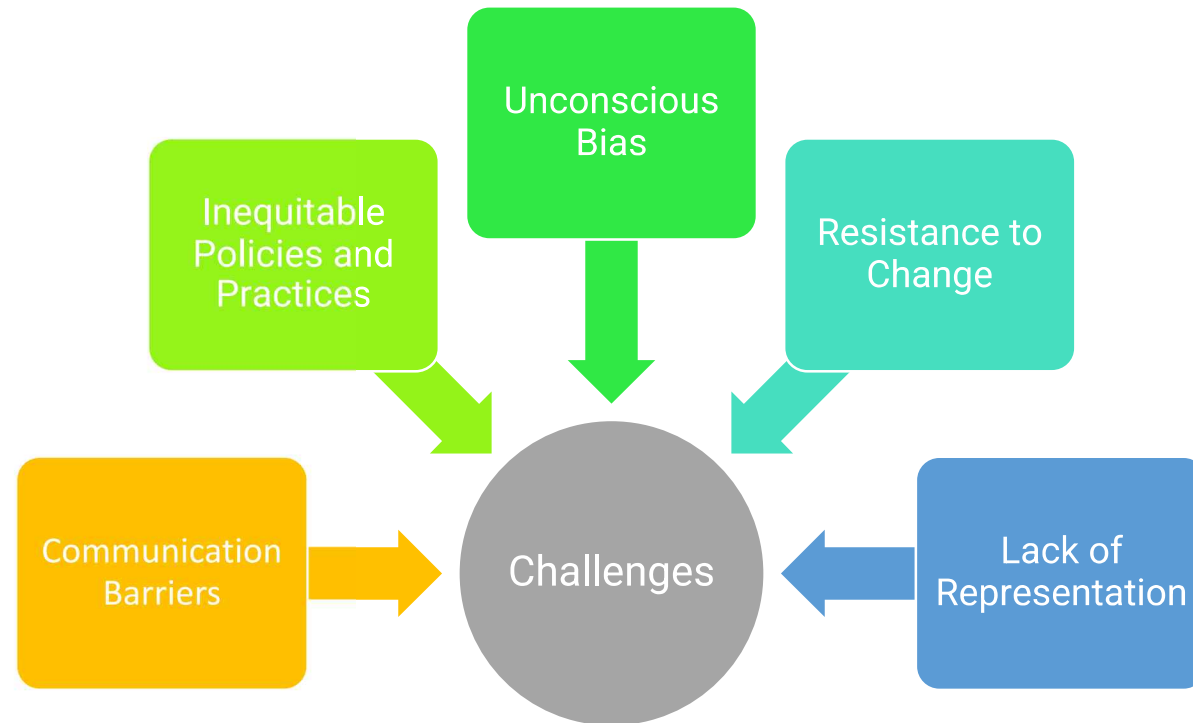 Unconscious
Bias
Inequitable
Policies and
Practices
Resistance to
Change
Communication
Barriers
Challenges
Lack of
Representation